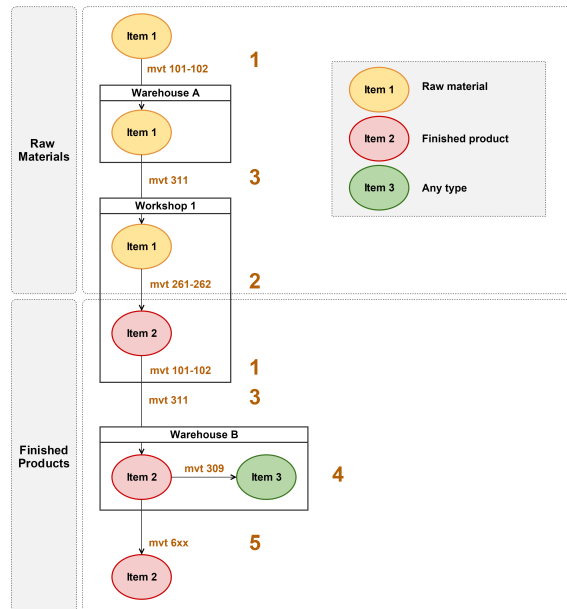 Item 1
mvt 101-102
1
Warehouse A
Item 1
Raw
Materials
mvt 311
3
Workshop 1
Item 1
mvt 261-262
2
Item 2
mvt 101-102
1
mvt 311
3
Finished
Products
Warehouse B
Item 2
mvt 309
Item 3
4
mvt 6xx
5
Item 2
Item 1
Raw material
Item 2
Finished product
Item 3
Any type